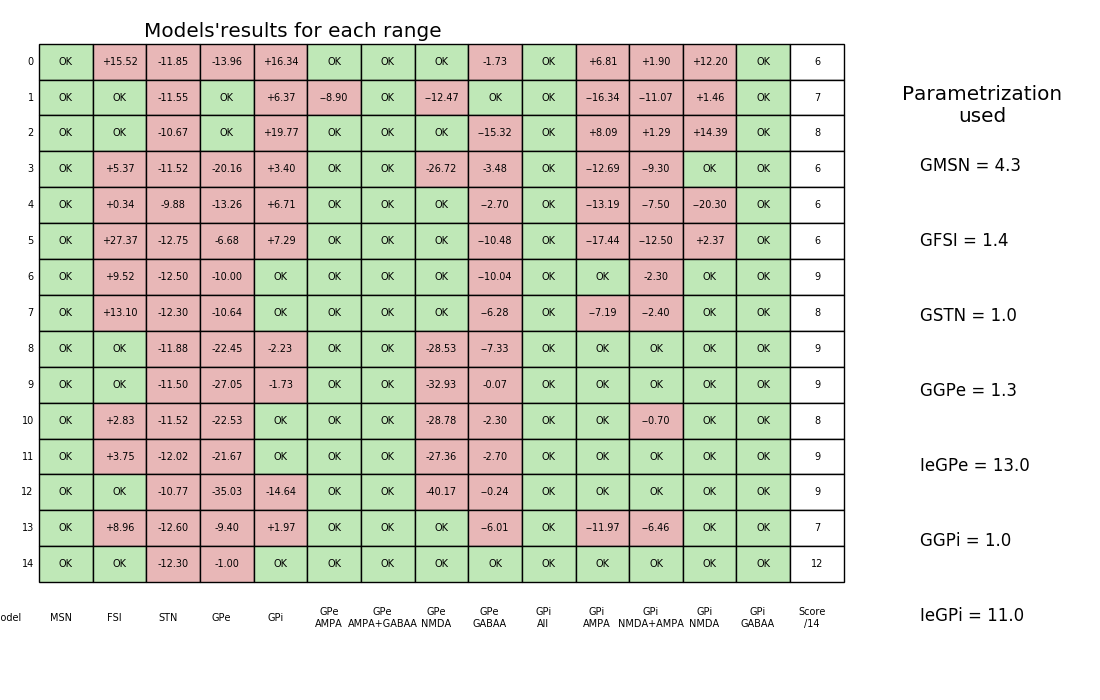 Models'results for each range
0 OK +15.52 -11.85 -13.96 +16.34 OK OK OK -1.73 OK +6.81 +1.90 +12.20 OK 6
1 OK OK -11.55 OK +6.37 --8.90 OK --12.47 OK OK --16.34 --11.07 +1.46 OK 7
2 OK OK -10.67 OK +19.77 OK OK OK --15.32 OK +8.09 +1.29 +14.39 OK 8
3 OK +5.37 -11.52 -20.16 +3.40 OK OK -26.72 -3.48 OK --12.69 --9.30 OK OK 6
4 OK +0.34 -9.88 -13.26 +6.71 OK OK OK --2.70 OK --13.19 --7.50 --20.30 OK 6
5 OK +27.37 -12.75 -6.68 +7.29 OK OK OK --10.48 OK --17.44 --12.50 +2.37 OK 6
6 OK +9.52 -12.50 -10.00 OK OK OK OK --10.04 OK OK -2.30 OK OK 9
7 OK +13.10 -12.30 -10.64 OK OK OK OK --6.28 OK --7.19 --2.40 OK OK 8
8 OK OK -11.88 -22.45 -2.23 OK OK -28.53 --7.33 OK OK OK OK OK 9
9 OK OK -11.50 -27.05 -1.73 OK OK -32.93 -0.07 OK OK OK OK OK 9
10 OK +2.83 -11.52 -22.53 OK OK OK -28.78 -2.30 OK OK --0.70 OK OK 8
11 OK +3.75 -12.02 -21.67 OK OK OK -27.36 -2.70 OK OK OK OK OK 9
12 OK OK -10.77 -35.03 -14.64 OK OK -40.17 --0.24 OK OK OK OK OK 9
13 OK +8.96 -12.60 -9.40 +1.97 OK OK OK --6.01 OK --11.97 --6.46 OK OK 7
14 OK OK -12.30 -1.00 OK OK OK OK OK OK OK OK OK OK 12
odel MSN FSI STN GPe GPi GPe GPe GPe GPe GPi GPi GPi GPi GPi Score
AMPA AMPA+GABAA NMDA GABAA All AMPA NMDA+AMPA NMDA GABAA /14
Parametrization
used
GMSN = 4.3
GFSI = 1.4
GSTN = 1.0
GGPe = 1.3
IeGPe = 13.0
GGPi = 1.0
IeGPi = 11.0